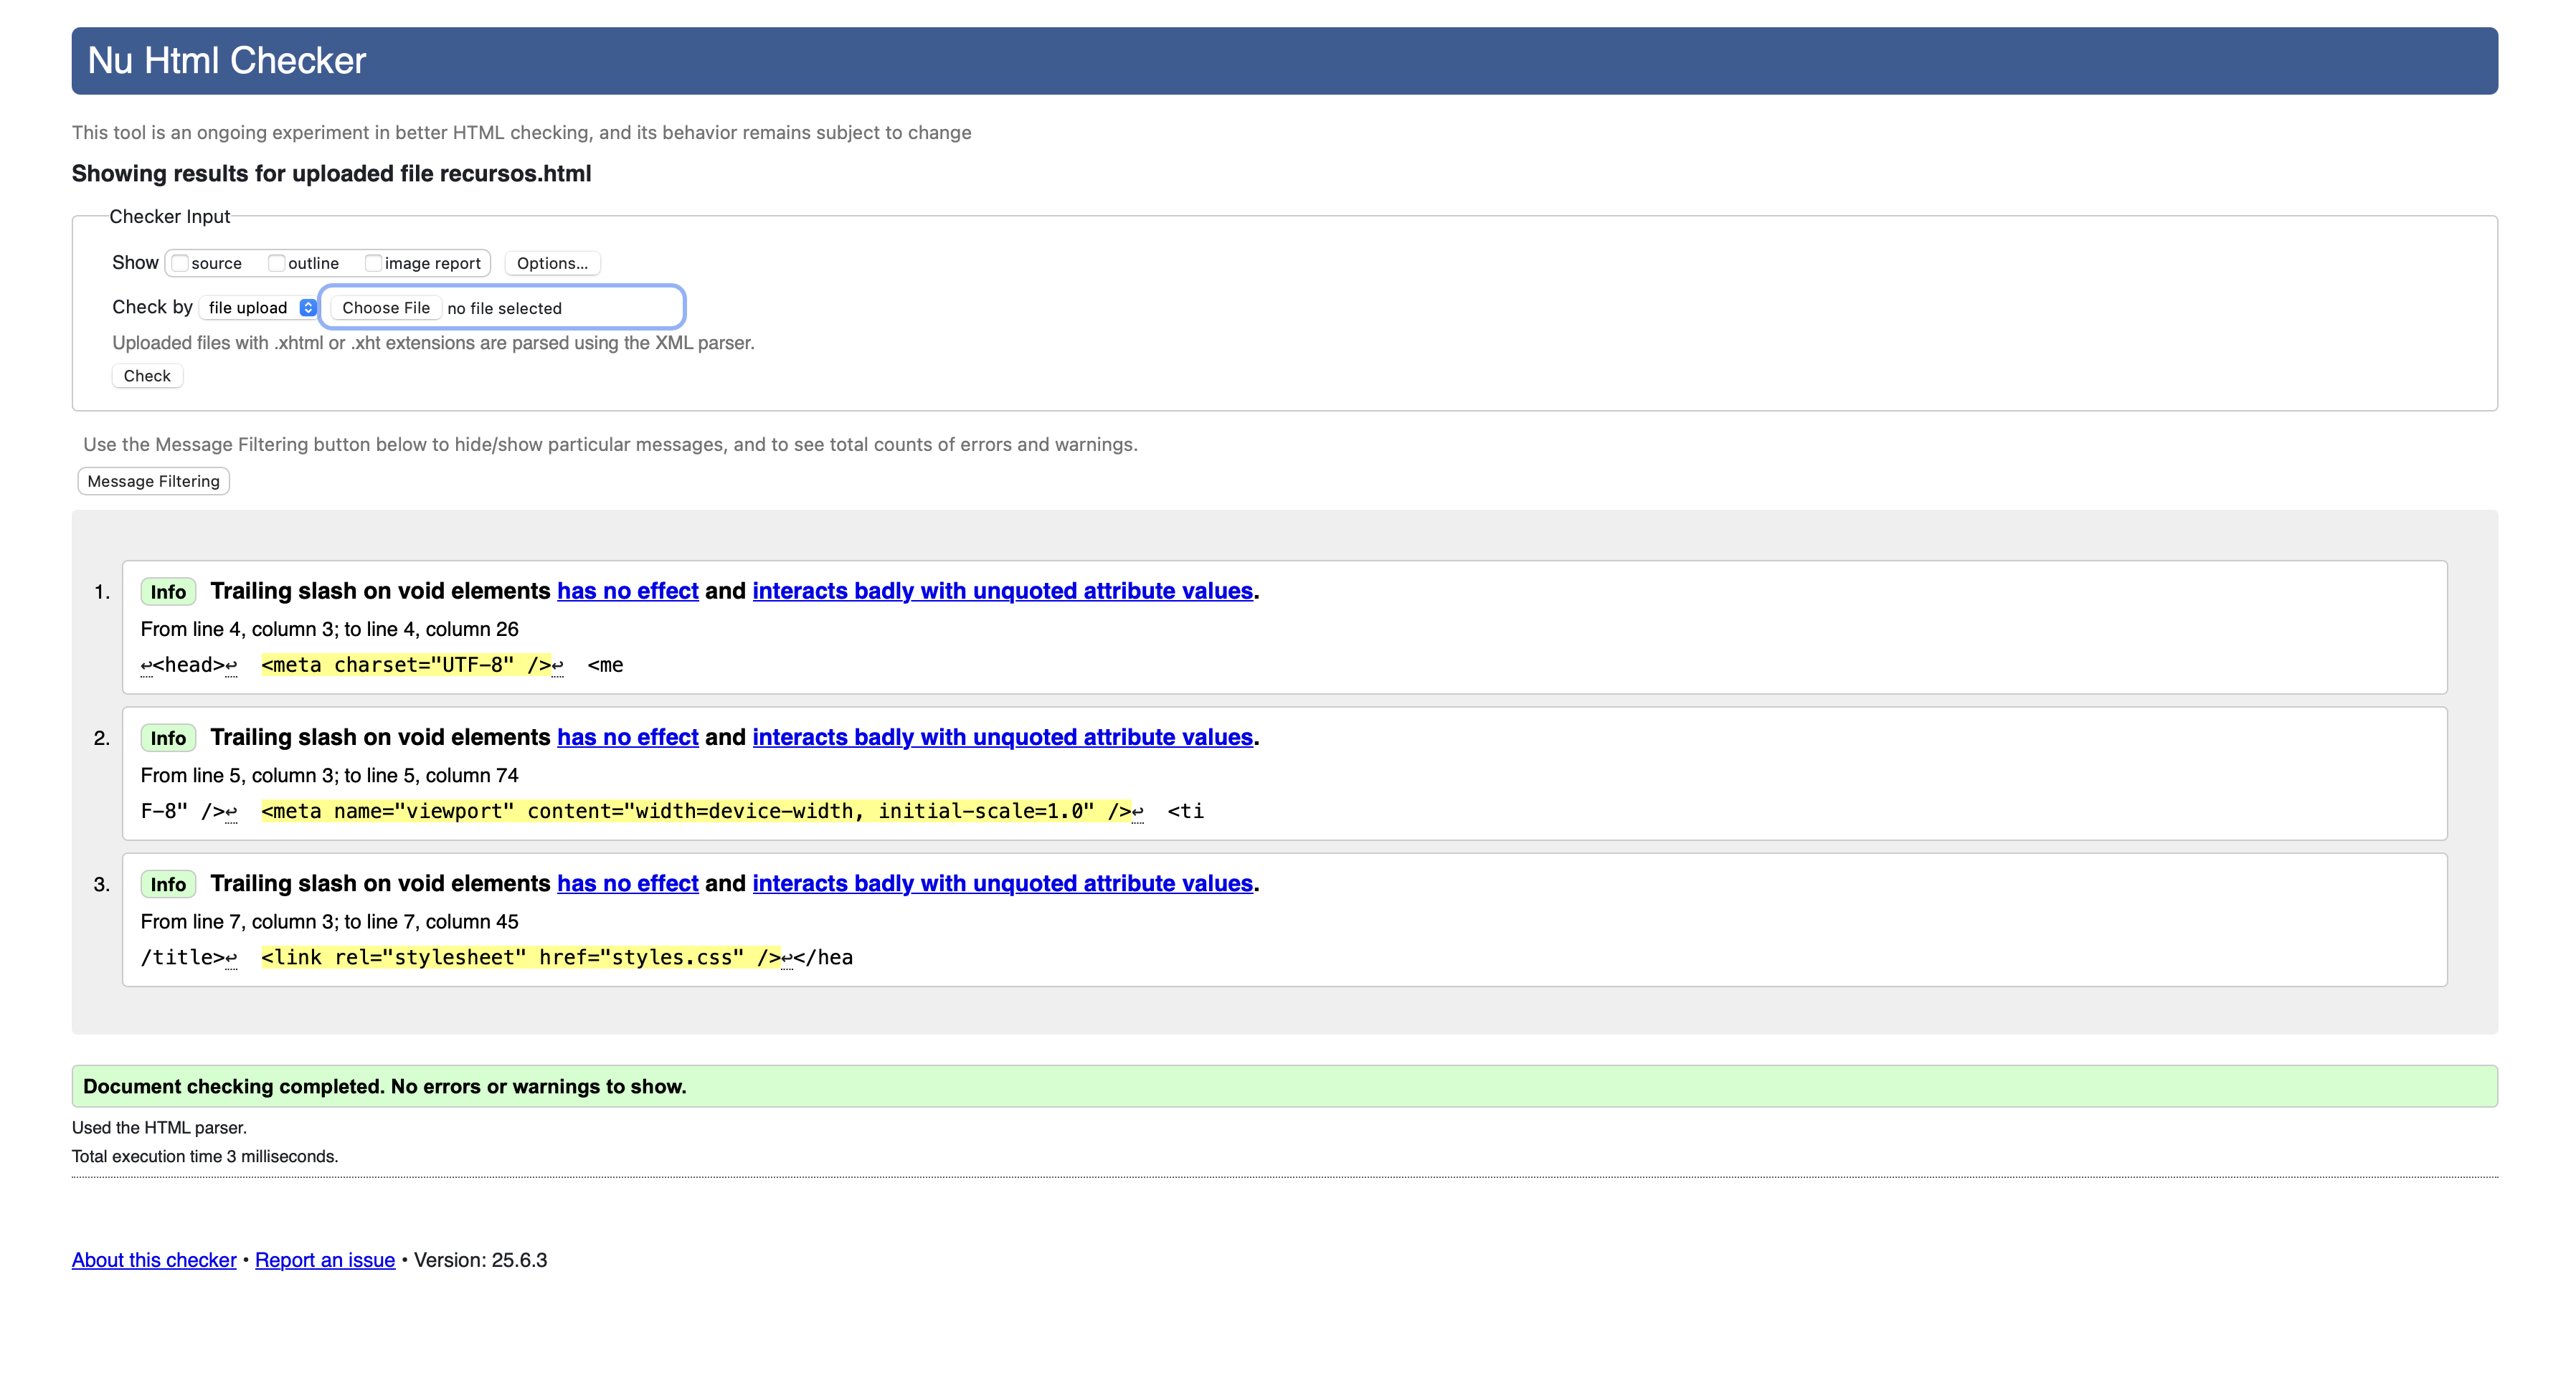 Nu Html Checker
This tool is an ongoing experiment in better HTML checking, and its behavior remains subject to change
Showing results for uploaded file recursos.html
Checker Input
Show source outline image report Options...
Check by file upload Choose File no file selected
Uploaded files with .xhtml or .xht extensions are parsed using the XML parser.
Check
Use the Message Filtering button below to hide/show particular messages, and to see total counts of errors and warnings.
Message Filtering
1. Info Trailing slash on void elements has no effect and interacts badly with unquoted attribute values.
From line 4, column 3; to line 4, column 26
↩<head>↩  <meta charset="UTF-8" />↩  <me
2. Info Trailing slash on void elements has no effect and interacts badly with unquoted attribute values.
From line 5, column 3; to line 5, column 74
F-8" />↩  <meta name="viewport" content="width=device-width, initial-scale=1.0" />↩  <ti
3. Info Trailing slash on void elements has no effect and interacts badly with unquoted attribute values.
From line 7, column 3; to line 7, column 45
/title>↩  <link rel="stylesheet" href="styles.css" />↩</hea
Document checking completed. No errors or warnings to show.
Used the HTML parser.
Total execution time 3 milliseconds.
About this checker • Report an issue • Version: 25.6.3